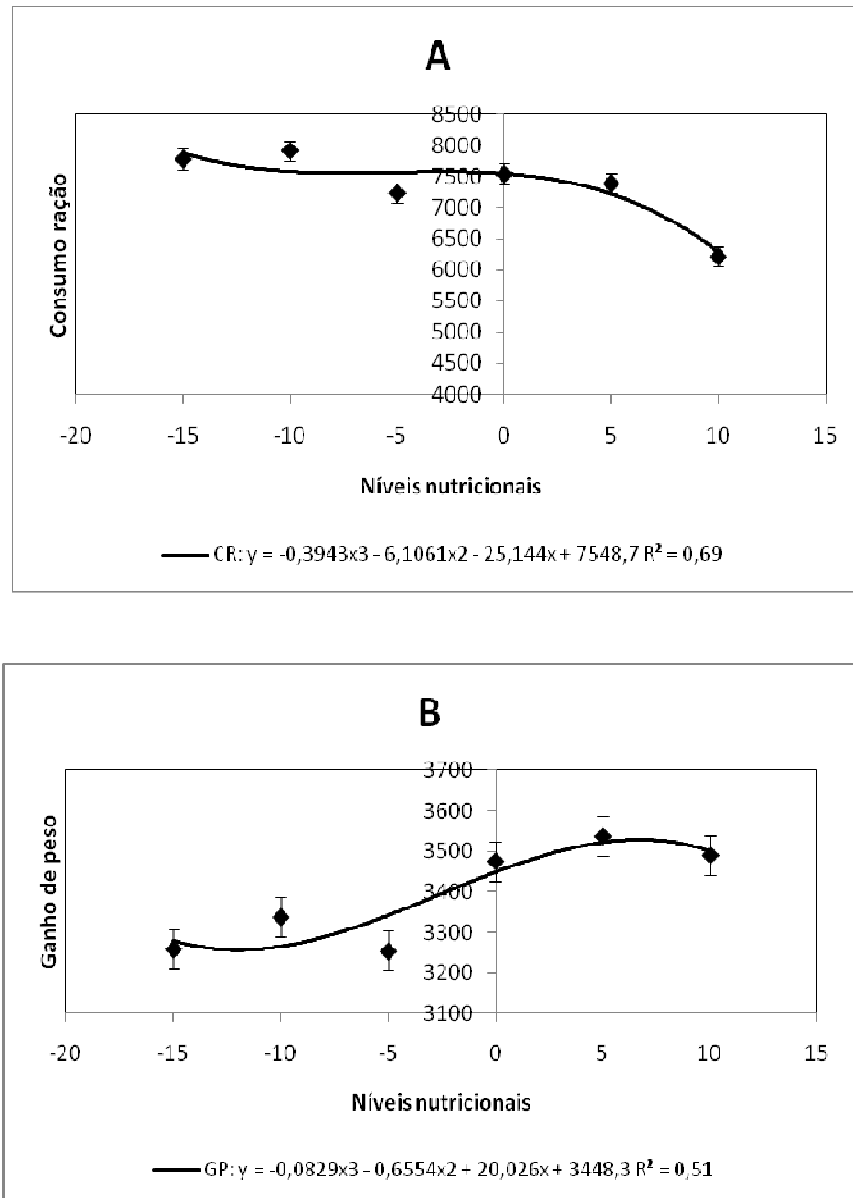 A
8500
8000
7500
7000
6500
6000
5500
5000
4500
4000
Consumo ração
-20 -15 -10 -5 0 5 10 15
Níveis nutricionais
CR: y = -0,3943x3 - 6,1061x2 - 25,144x + 7548,7 R² = 0,69
B
3700
3600
3500
3400
3300
3200
3100
Ganho de peso
-20 -15 -10 -5 0 5 10 15
Níveis nutricionais
GP: y = -0,0829x3 - 0,6554x2 + 20,026x + 3448,3 R² = 0,51